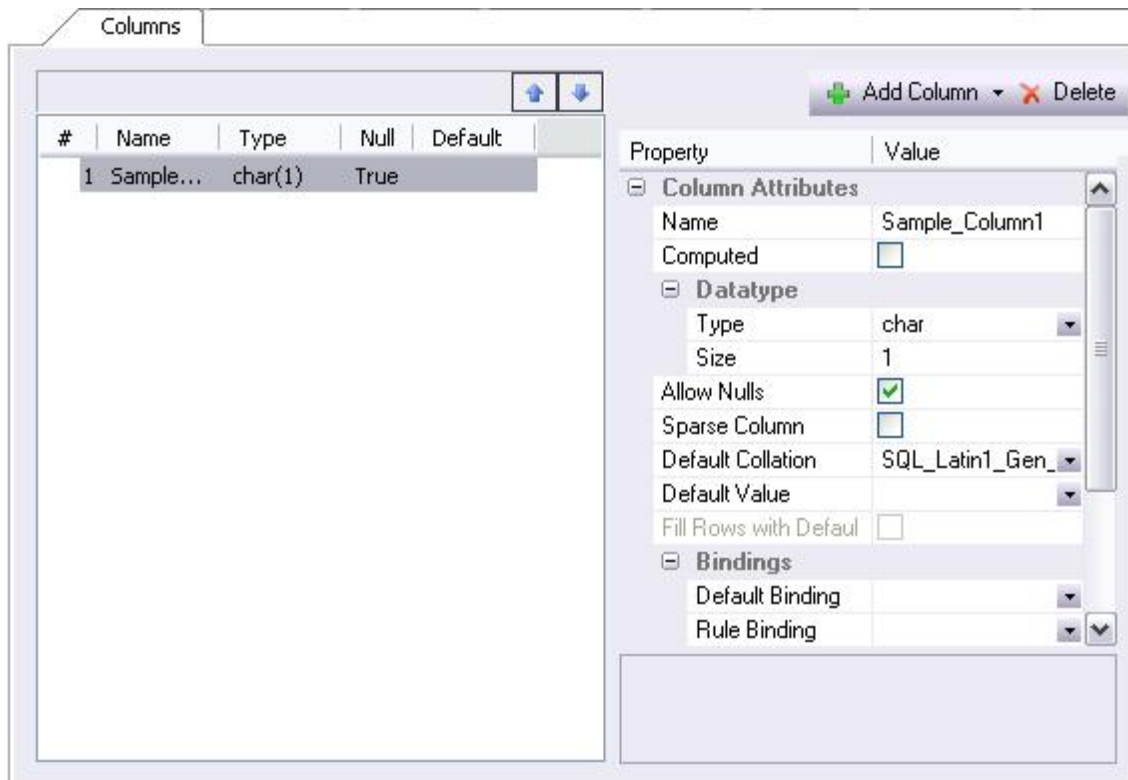 Columns
Add Column Delete
# Name Type Null Default
1 Sample... char(1) True
Property Value
Column Attributes
Name Sample_Column1
Computed
Datatype
Type char
Size 1
Allow Nulls
Sparse Column
Default Collation SQL_Latin1_Gen_
Default Value
Fill Rows with Defaul
Bindings
Default Binding
Rule Binding